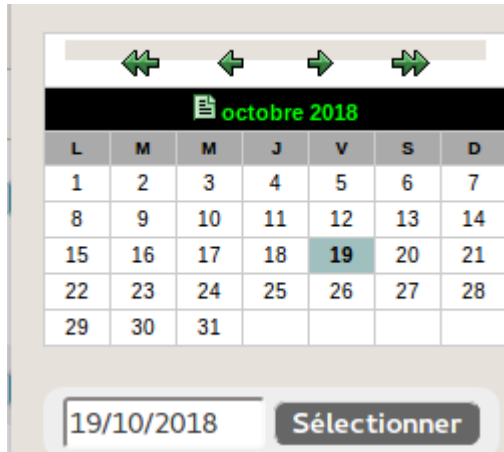 octobre 2018
L M M J V S D
1 2 3 4 5 6 7
8 9 10 11 12 13 14
15 16 17 18 19 20 21
22 23 24 25 26 27 28
29 30 31
19/10/2018 Sélectionner